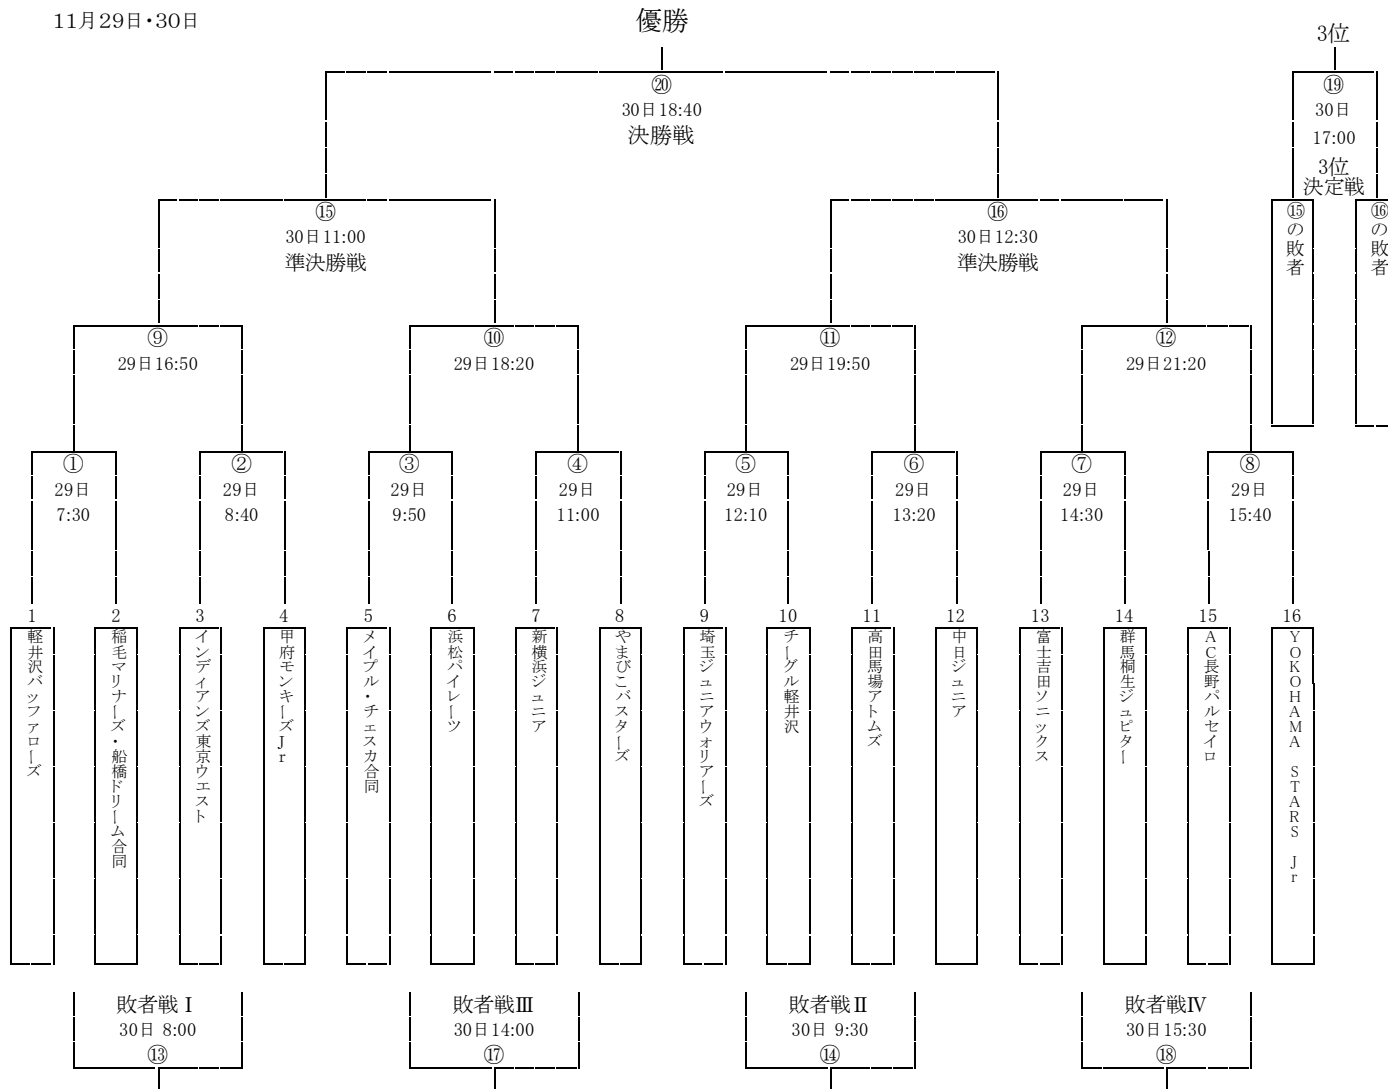 11月29日・30日
優勝
3位
⑳
30日18:40
決勝戦
⑲
30日
17:00
3位
決定戦
⑮の敗者
⑯の敗者
⑮
30日11:00
準決勝戦
⑯
30日12:30
準決勝戦
⑨
29日16:50
⑩
29日18:20
⑪
29日19:50
⑫
29日21:20
①
29日
7:30
②
29日
8:40
③
29日
9:50
④
29日
11:00
⑤
29日
12:10
⑥
29日
13:20
⑦
29日
14:30
⑧
29日
15:40
1
軽井沢バッファローズ
2
稲毛マリナーズ・船橋ドリーム合同
3
インディアンズ東京ウエスト
4
甲府モンキーズJr
5
メイプル・チェスカ合同
6
浜松パイレーツ
7
新横浜ジュニア
8
やまびこバスターズ
9
埼玉ジュニアウォリアーズ
10
チーグル軽井沢
11
高田馬場アトムズ
12
中日ジュニア
13
富士吉田ソニックス
14
群馬桐生ジュピター
15
AC長野パルセイロ
16
YOKOHAMA STARS Jr
敗者戦Ⅰ
30日 8:00
⑬
敗者戦Ⅲ
30日14:00
⑰
敗者戦Ⅱ
30日 9:30
⑭
敗者戦Ⅳ
30日15:30
⑱